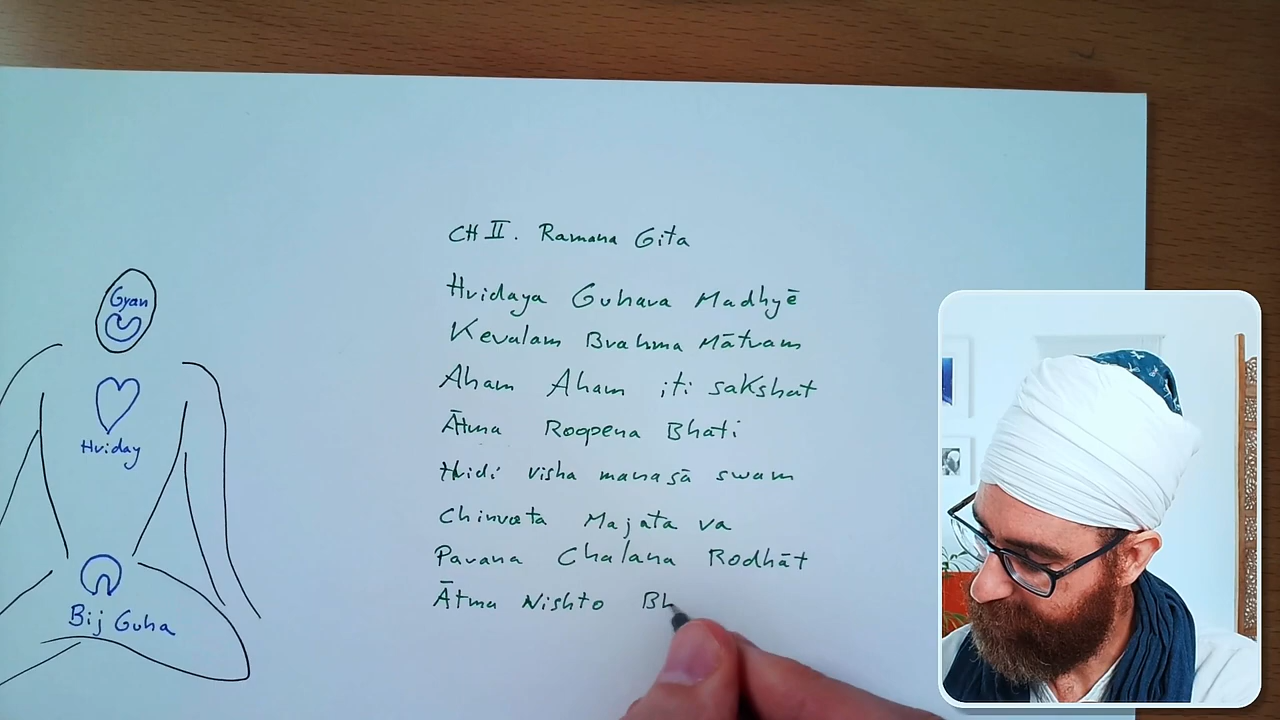 CH II. Ramana Gita
Hridaya Guhara Madhyē
Kevalam Brahma Mātram
Aham Aham iti sakshat
Ātma Roopena Bhati
Hridi visha manasā swam
Chinvata Majata va
Pavana Chalana Rodhāt
Ātma Nishto Bh
Gyan
Hriday
Bij Guha